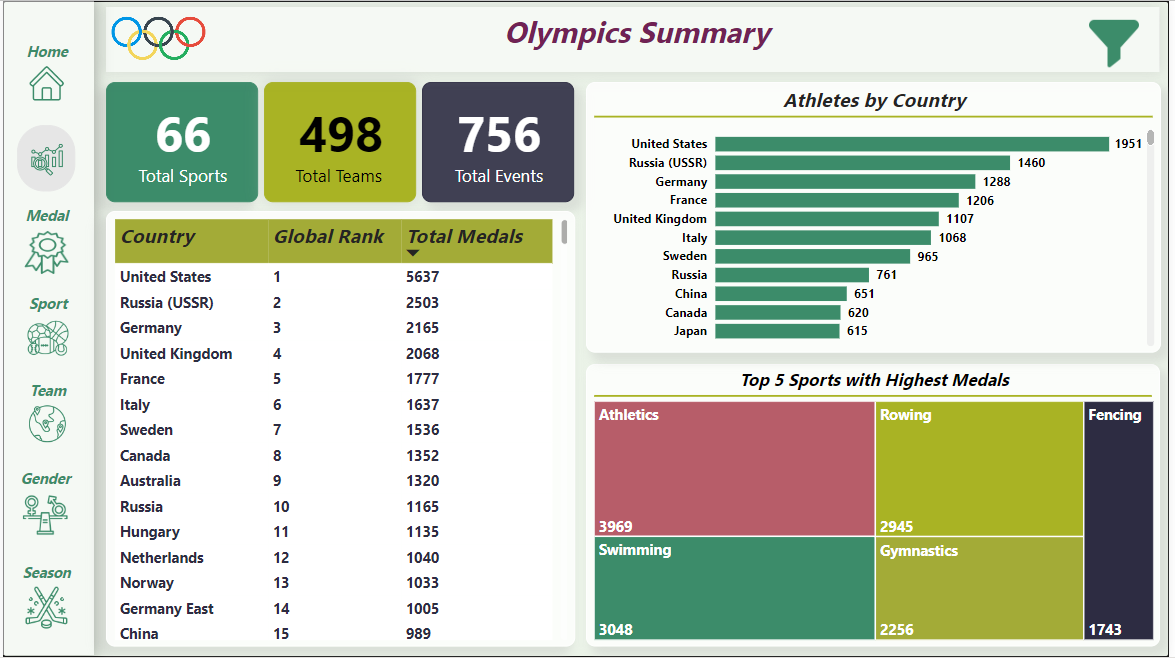 Olympics Summary
Home
Medal
Sport
Team
Gender
Season
66
Total Sports
498
Total Teams
756
Total Events
Country Global Rank Total Medals
United States 1 5637
Russia (USSR) 2 2503
Germany 3 2165
United Kingdom 4 2068
France 5 1777
Italy 6 1637
Sweden 7 1536
Canada 8 1352
Australia 9 1320
Russia 10 1165
Hungary 11 1135
Netherlands 12 1040
Norway 13 1033
Germany East 14 1005
China 15 989
Athletes by Country
United States 1951
Russia (USSR) 1460
Germany 1288
France 1206
United Kingdom 1107
Italy 1068
Sweden 965
Russia 761
China 651
Canada 620
Japan 615
Top 5 Sports with Highest Medals
Athletics
3969
Swimming
3048
Rowing
2945
Gymnastics
2256
Fencing
1743